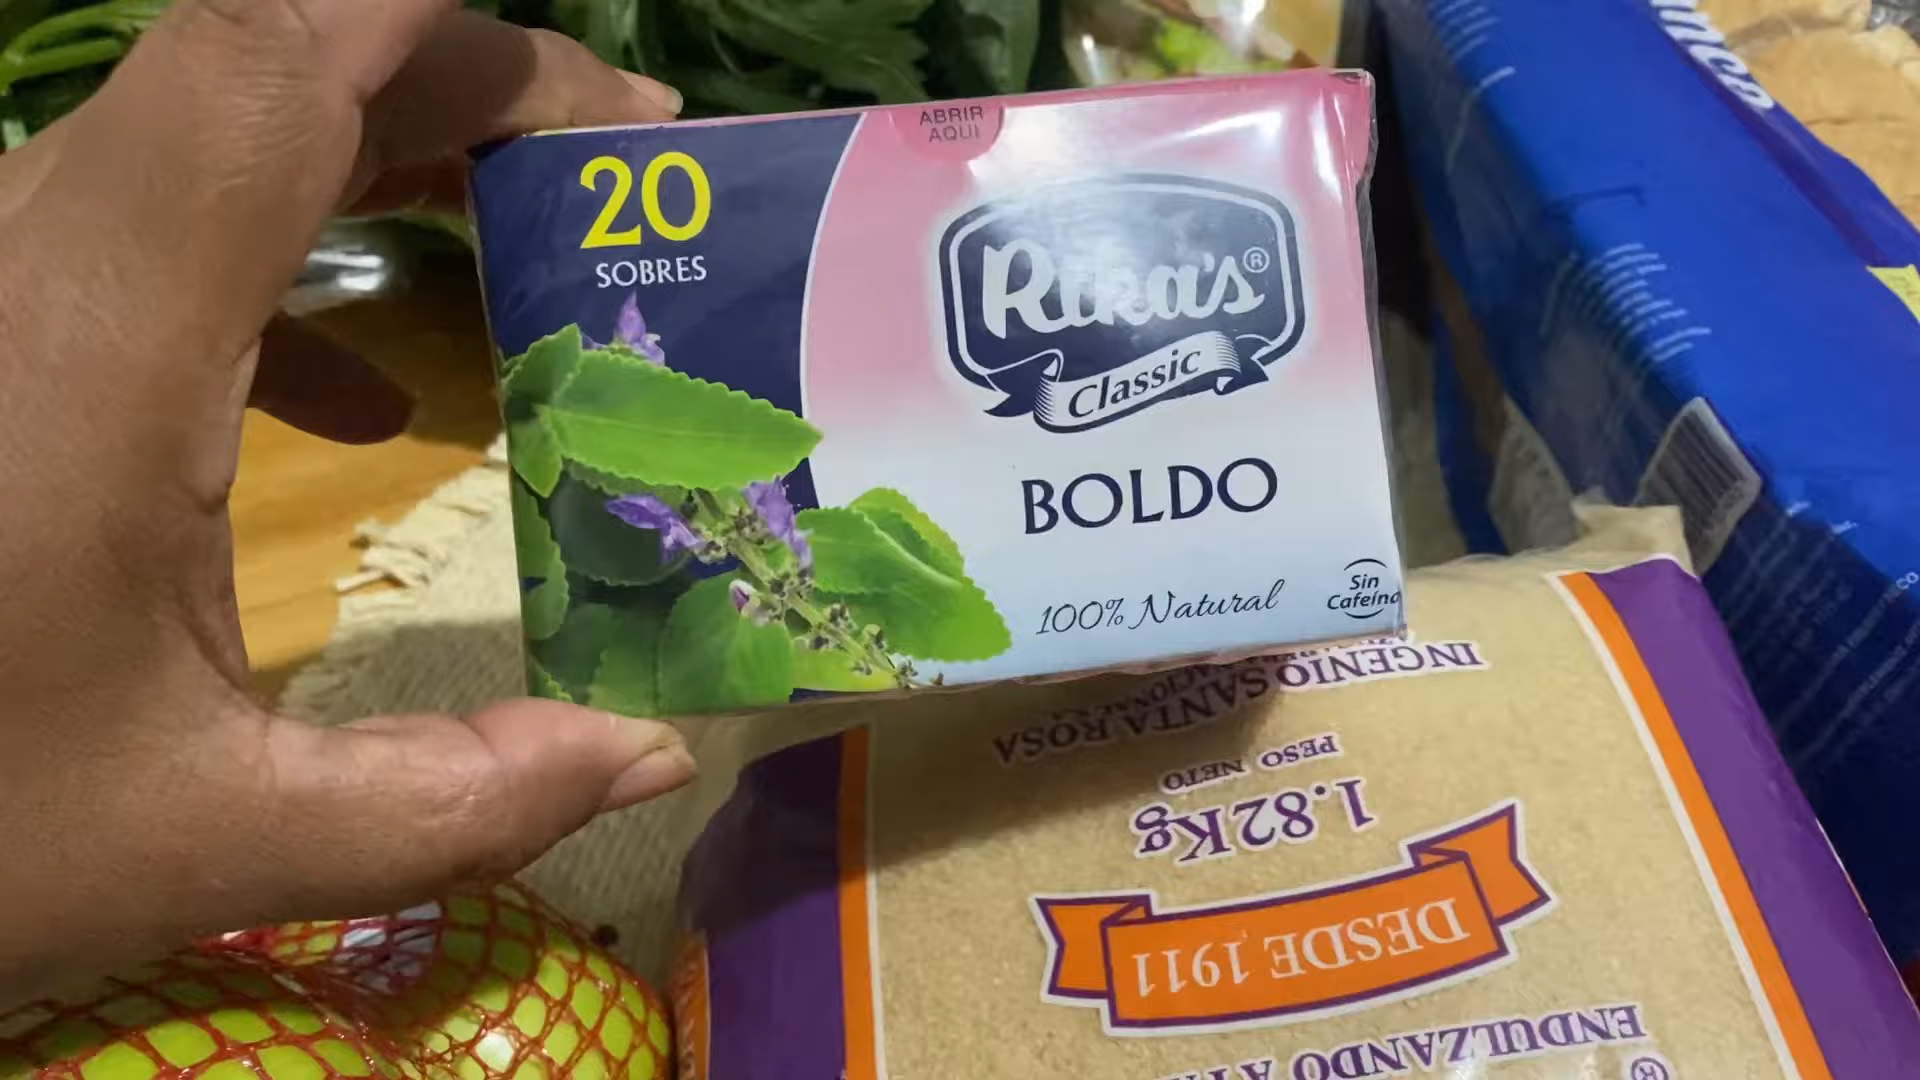 ABRIR
AQUI
20
SOBRES
Rika's®
Classic
BOLDO
100% Natural
Sin
Cafeína
INGENIO SANTA ROSA
PESO NETO
1.82Kg
DESDE 1911
ENDULZANDO A
®